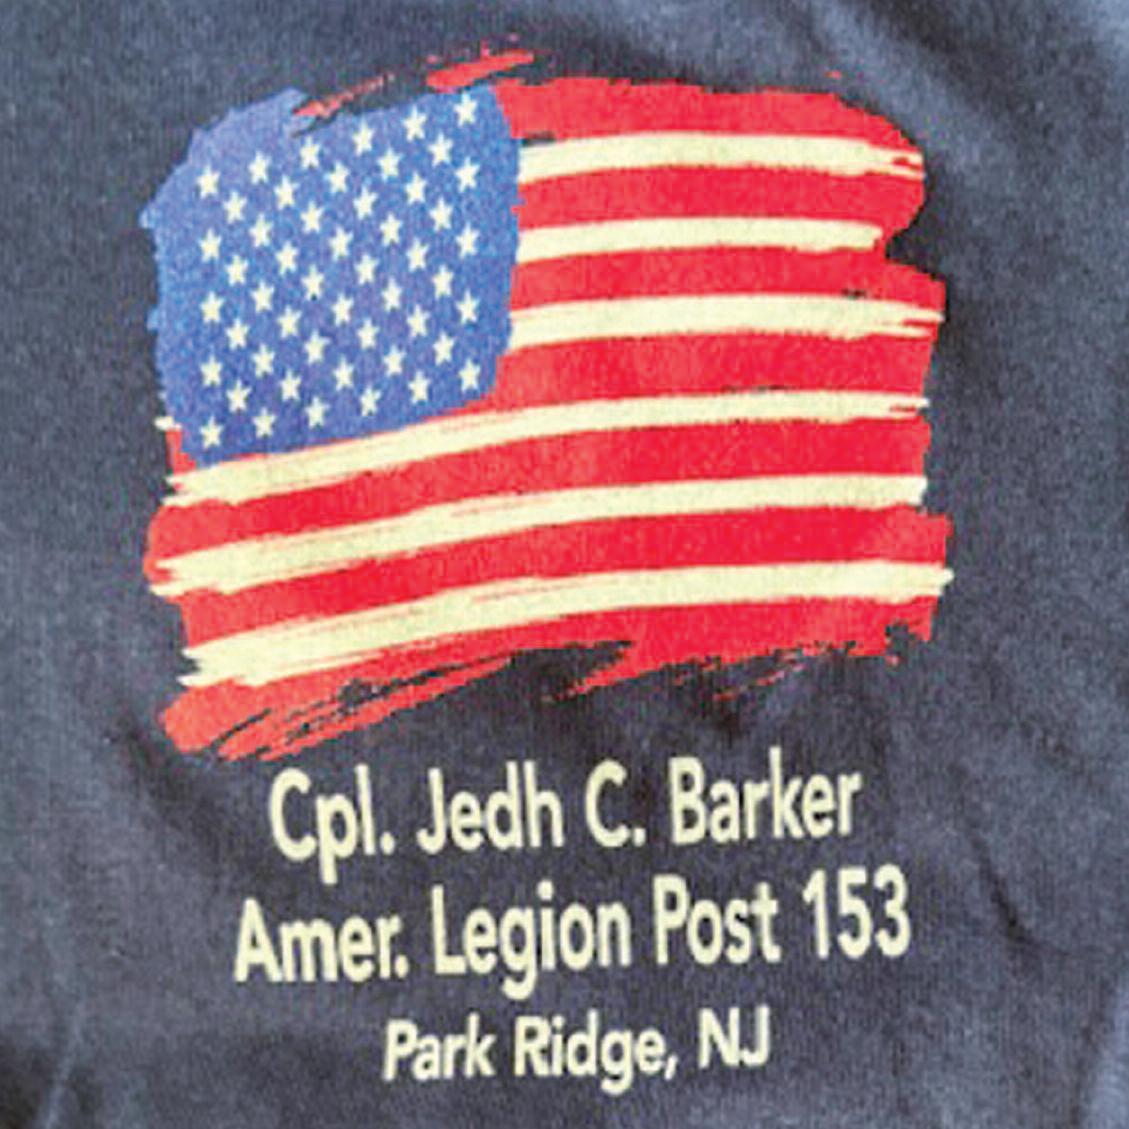 Cpl. Jedh C. Barker
Amer. Legion Post 153
Park Ridge, NJ